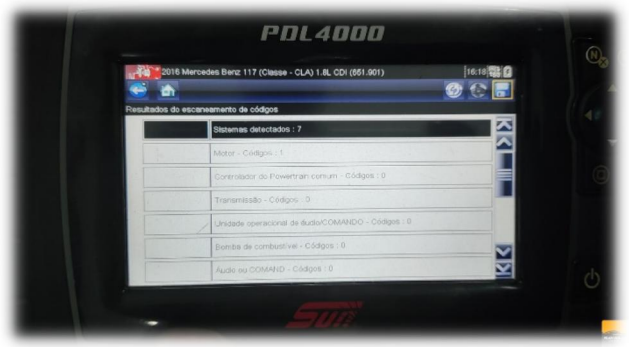 PDL4000
2016 Mercedes Benz 117 (Classe - CLA) 1.8L CDI (651.901)
16:18
Resultados do escaneamento de códigos
Sistemas detectados : 7
Motor - Códigos : 1
Controlador do Powertrain comum - Códigos : 0
Transmissão - Códigos : 0
Unidade operacional de áudio/COMANDO - Códigos : 0
Bomba de combustível - Códigos : 0
Áudio ou COMAND - Códigos : 0
Sun
N